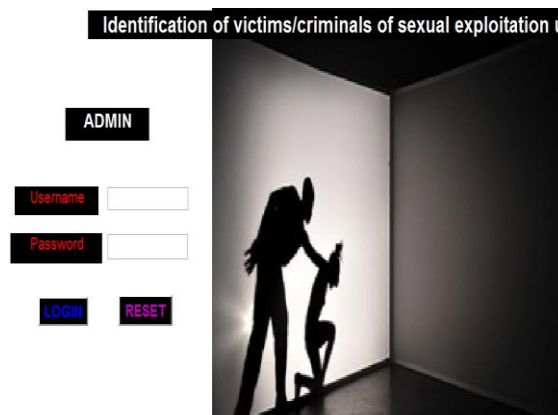 Identification of victims/criminals of sexual exploitation
ADMIN
Username
Password
LOGIN RESET